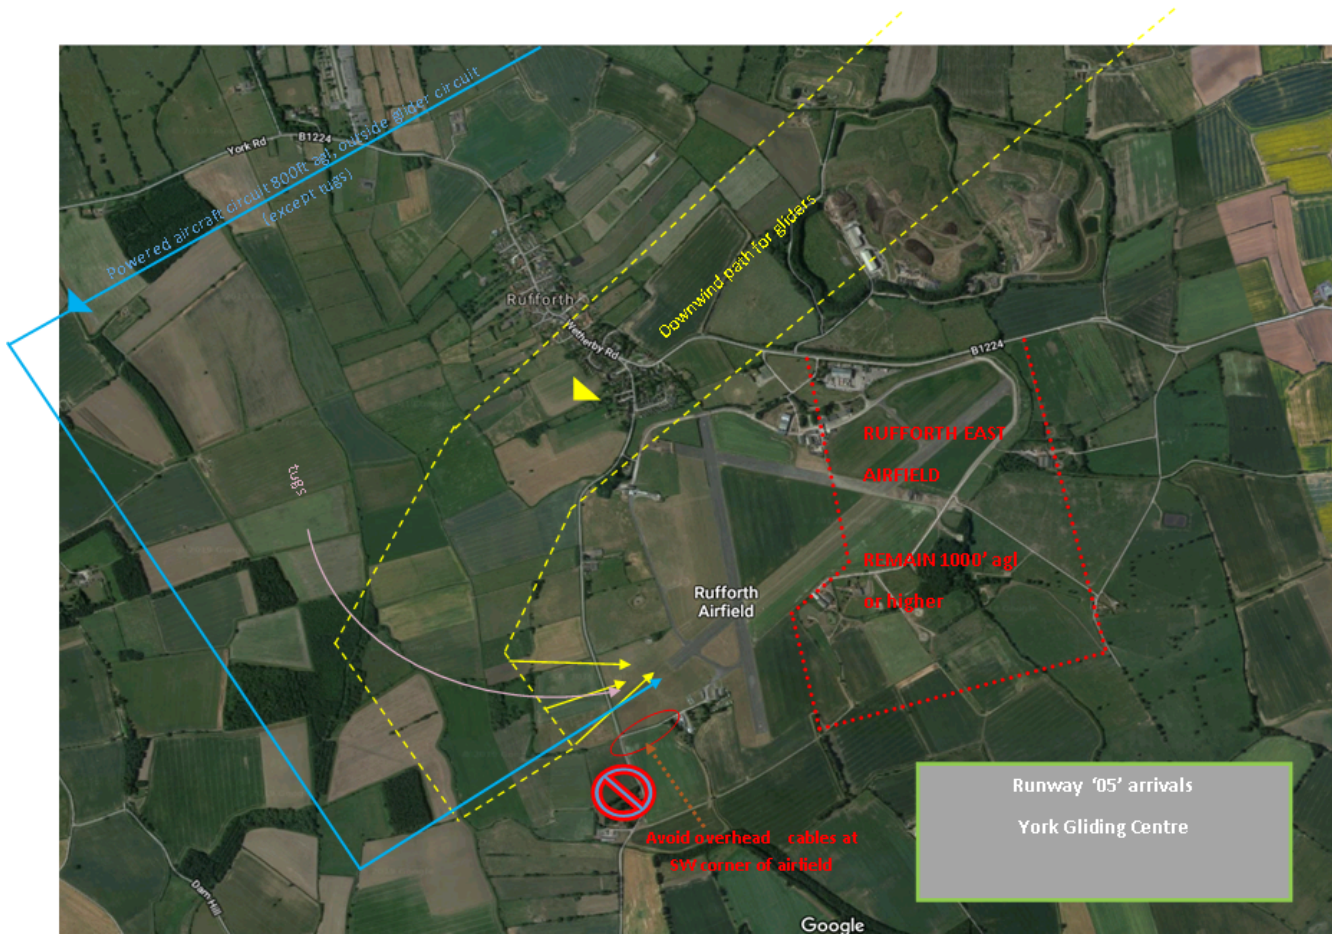 York Rd
B1224
Powered aircraft circuit 800ft agl, outside glider circuit
(except tugs)
Rufforth
Wetherby Rd
Downwind path for gliders
B1224
RUFFORTH EAST
AIRFIELD
tugs
REMAIN 1000' agl
or higher
Rufforth
Airfield
Runway '05' arrivals
York Gliding Centre
Avoid overhead cables at
SW corner of airfield
Dam Hill
Google